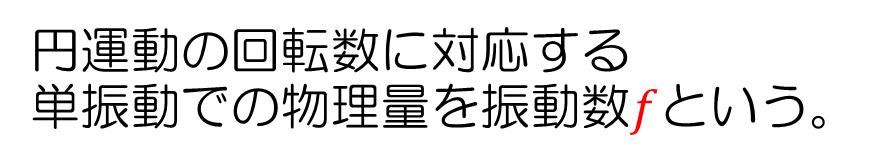 円運動の回転数に対応する
単振動での物理量を振動数fという。